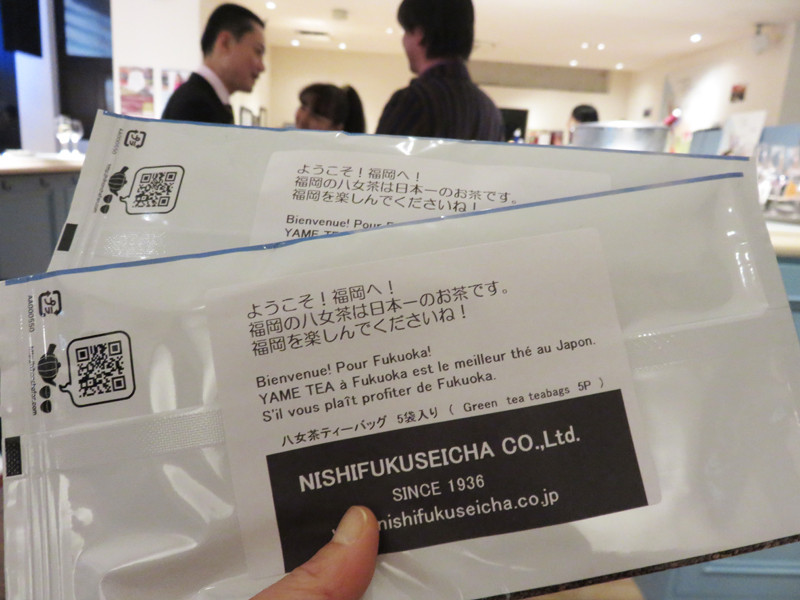 ようこそ！福岡へ！
福岡の八女茶は日本一のお茶です。
福岡を楽しんでくださいね！
Bienvenue! Pour
YAME
ようこそ！福岡へ！
福岡の八女茶は日本一のお茶です。
福岡を楽しんでくださいね！
Bienvenue! Pour Fukuoka!
YAME TEA à Fukuoka est le meilleur thé au Japon.
S'il vous plaît profiter de Fukuoka.
八女茶ティーバッグ 5袋入り ( Green tea teabags 5P )
NISHIFUKUSEICHA CO.,Ltd.
SINCE 1936
nishifukuseicha.co.jp
プラ